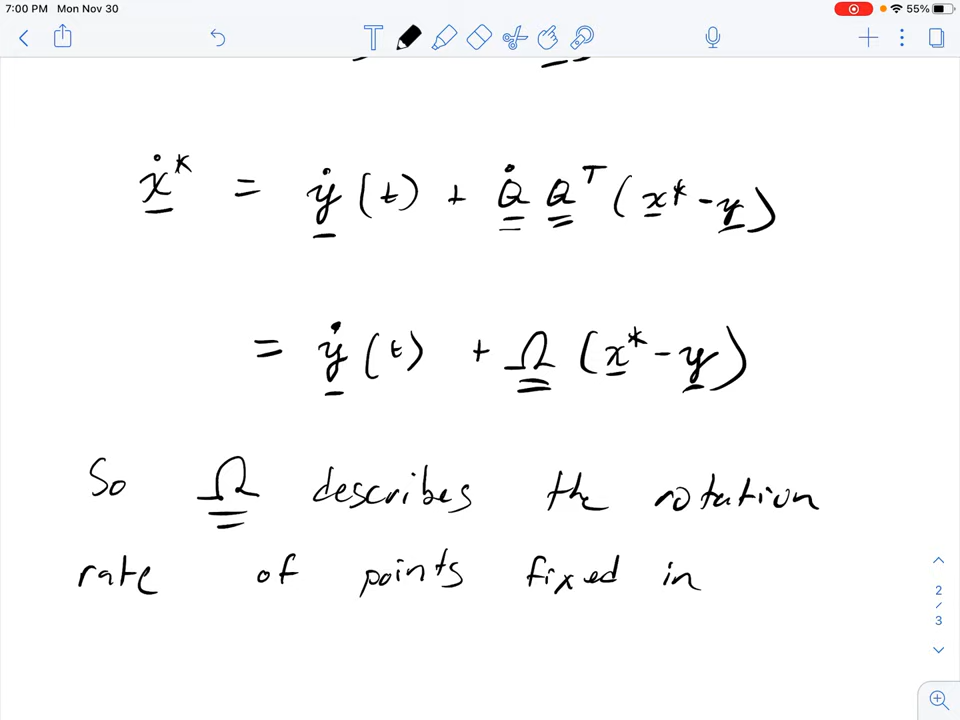 7:00 PM Mon Nov 30
55%
T
ẋ* = ẏ(t) + Q̇ Qᵀ (x* - y)
= ẏ(t) + Ω (x* - y)
So Ω describes the rotation
rate of points fixed in
2
/
3